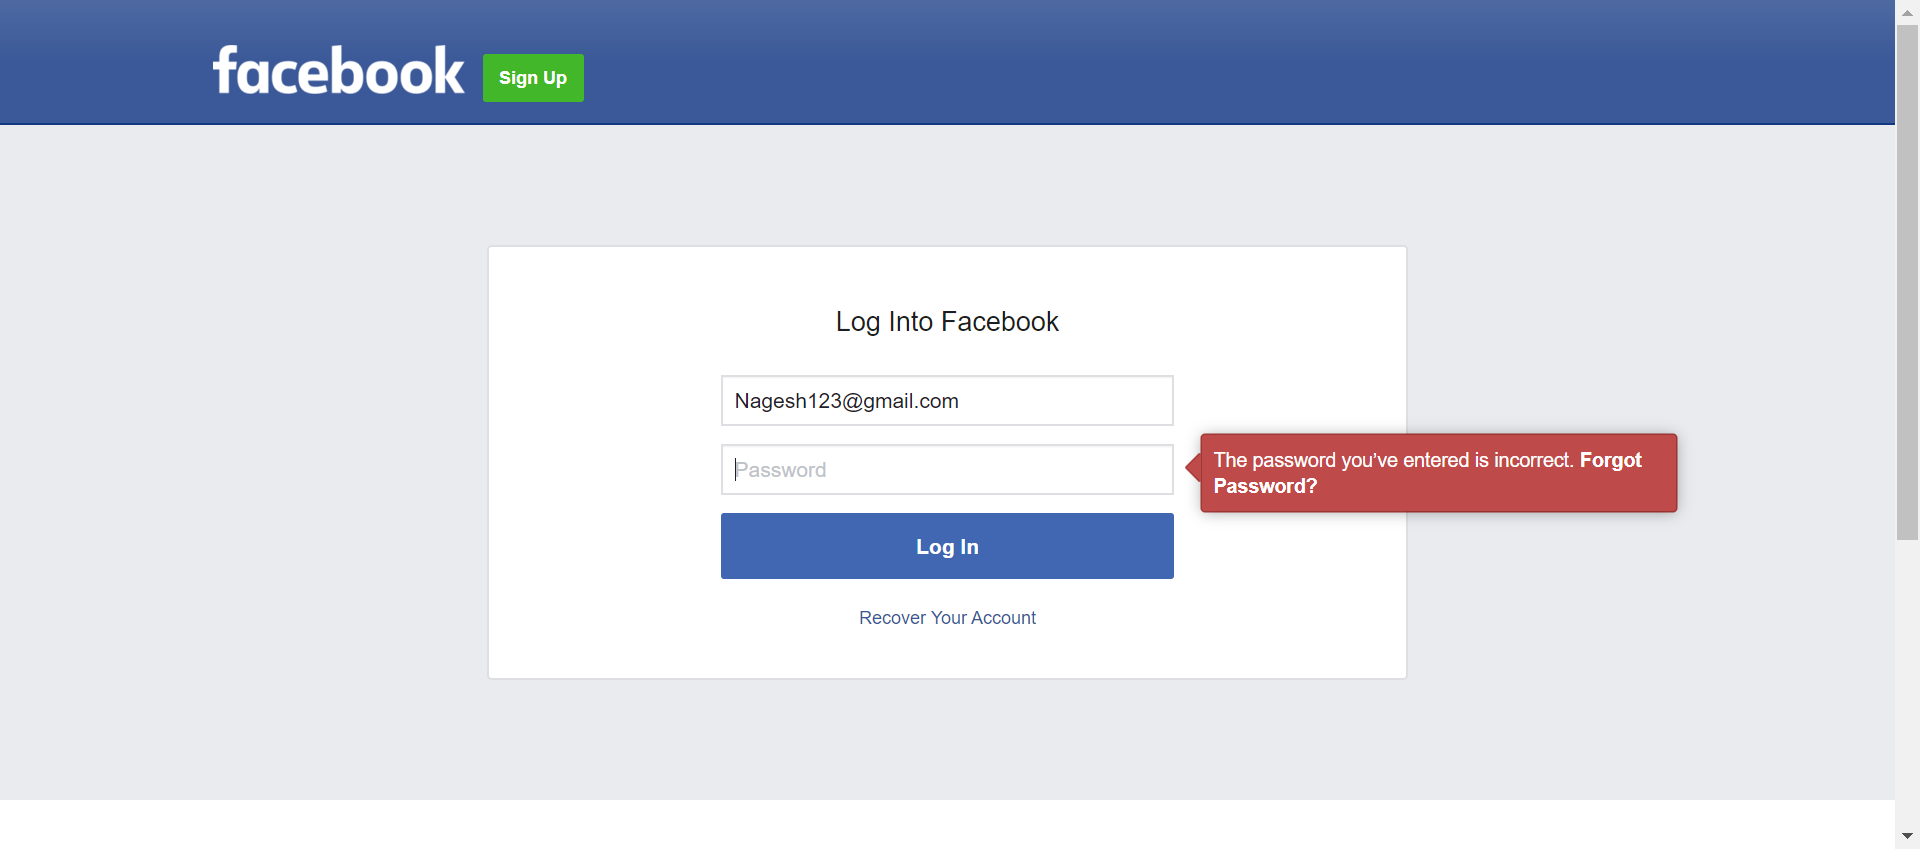 facebook
Sign Up
Log Into Facebook
Nagesh123@gmail.com
Password
The password you’ve entered is incorrect. Forgot
Password?
Log In
Recover Your Account